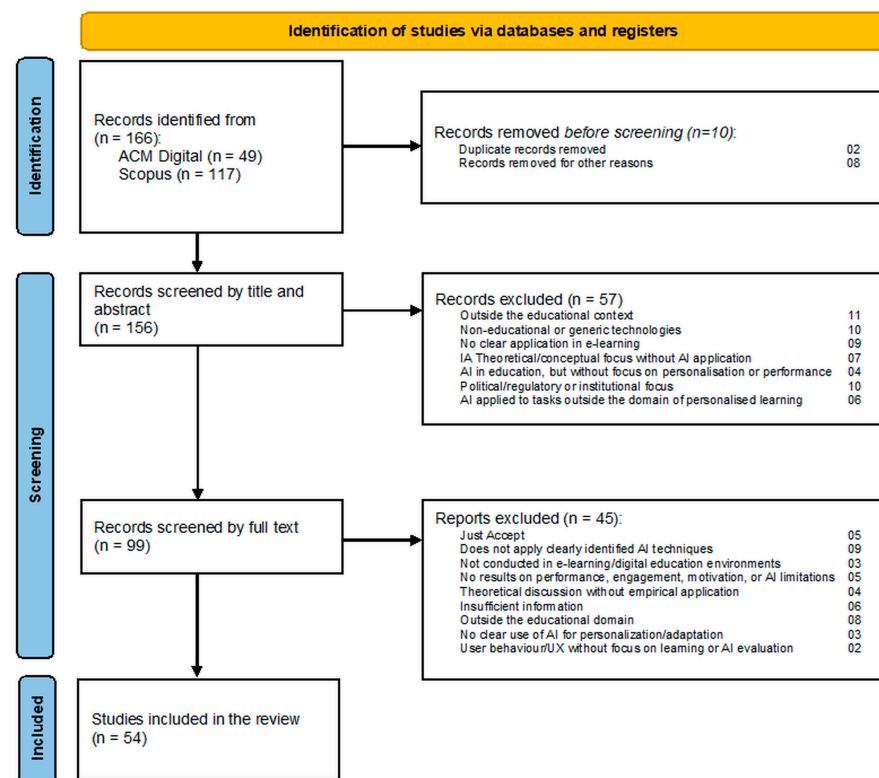 Identification of studies via databases and registers
Identification
Records identified from
(n = 166):
ACM Digital (n = 49)
Scopus (n = 117)
Records removed before screening (n=10):
Duplicate records removed 02
Records removed for other reasons 08
Screening
Records screened by title and
abstract
(n = 156)
Records excluded (n = 57)
Outside the educational context 11
Non-educational or generic technologies 10
No clear application in e-learning 09
IA Theoretical/conceptual focus without AI application 07
AI in education, but without focus on personalisation or performance 04
Political/regulatory or institutional focus 10
AI applied to tasks outside the domain of personalised learning 06
Records screened by full text
(n = 99)
Reports excluded (n = 45):
Just Accept 05
Does not apply clearly identified AI techniques 09
Not conducted in e-learning/digital education environments 03
No results on performance, engagement, motivation, or AI limitations 05
Theoretical discussion without empirical application 04
Insufficient information 06
Outside the educational domain 08
No clear use of AI for personalization/adaptation 03
User behaviour/UX without focus on learning or AI evaluation 02
Included
Studies included in the review
(n = 54)